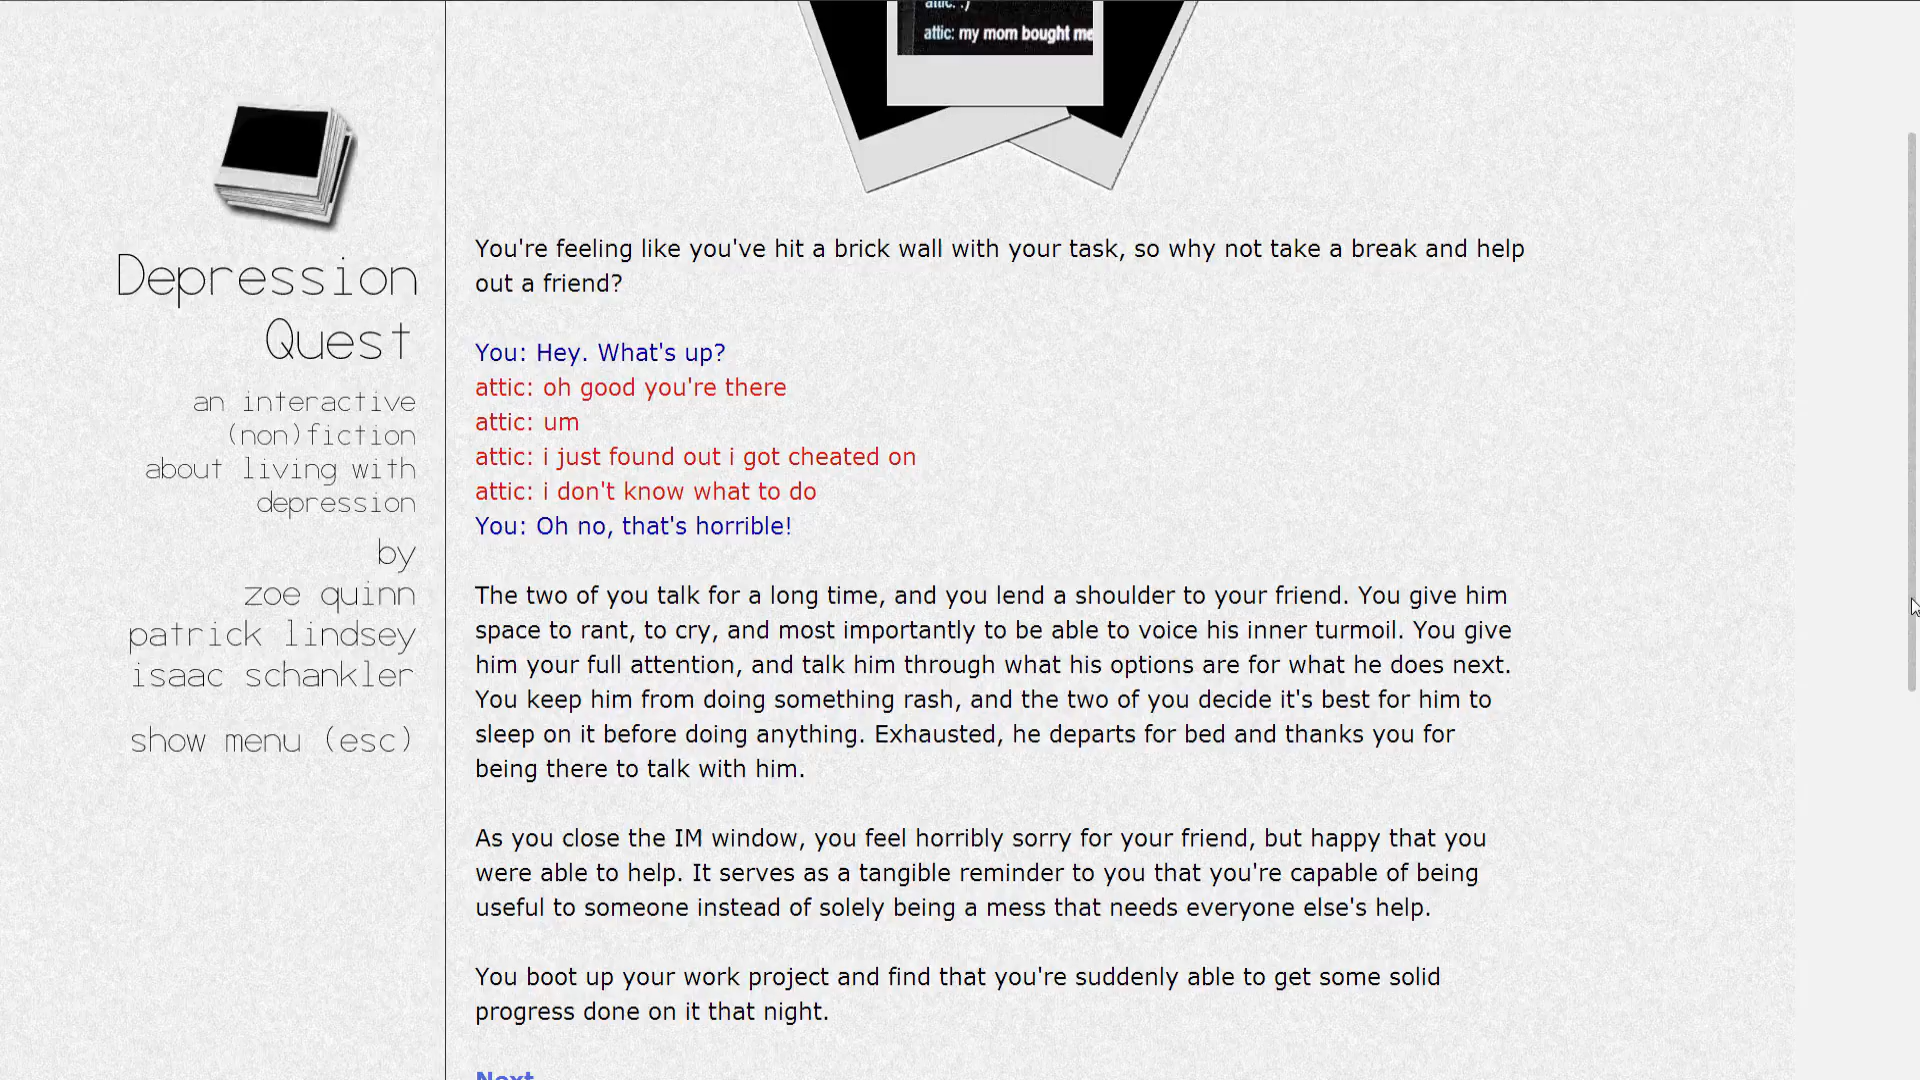 attic: :)
attic: my mom bought me
Depression
Quest
an interactive
(non)fiction
about living with
depression
by
zoe quinn
patrick lindsey
isaac schankler
show menu (esc)
You're feeling like you've hit a brick wall with your task, so why not take a break and help
out a friend?
You: Hey. What's up?
attic: oh good you're there
attic: um
attic: i just found out i got cheated on
attic: i don't know what to do
You: Oh no, that's horrible!
The two of you talk for a long time, and you lend a shoulder to your friend. You give him
space to rant, to cry, and most importantly to be able to voice his inner turmoil. You give
him your full attention, and talk him through what his options are for what he does next.
You keep him from doing something rash, and the two of you decide it's best for him to
sleep on it before doing anything. Exhausted, he departs for bed and thanks you for
being there to talk with him.
As you close the IM window, you feel horribly sorry for your friend, but happy that you
were able to help. It serves as a tangible reminder to you that you're capable of being
useful to someone instead of solely being a mess that needs everyone else's help.
You boot up your work project and find that you're suddenly able to get some solid
progress done on it that night.
Next